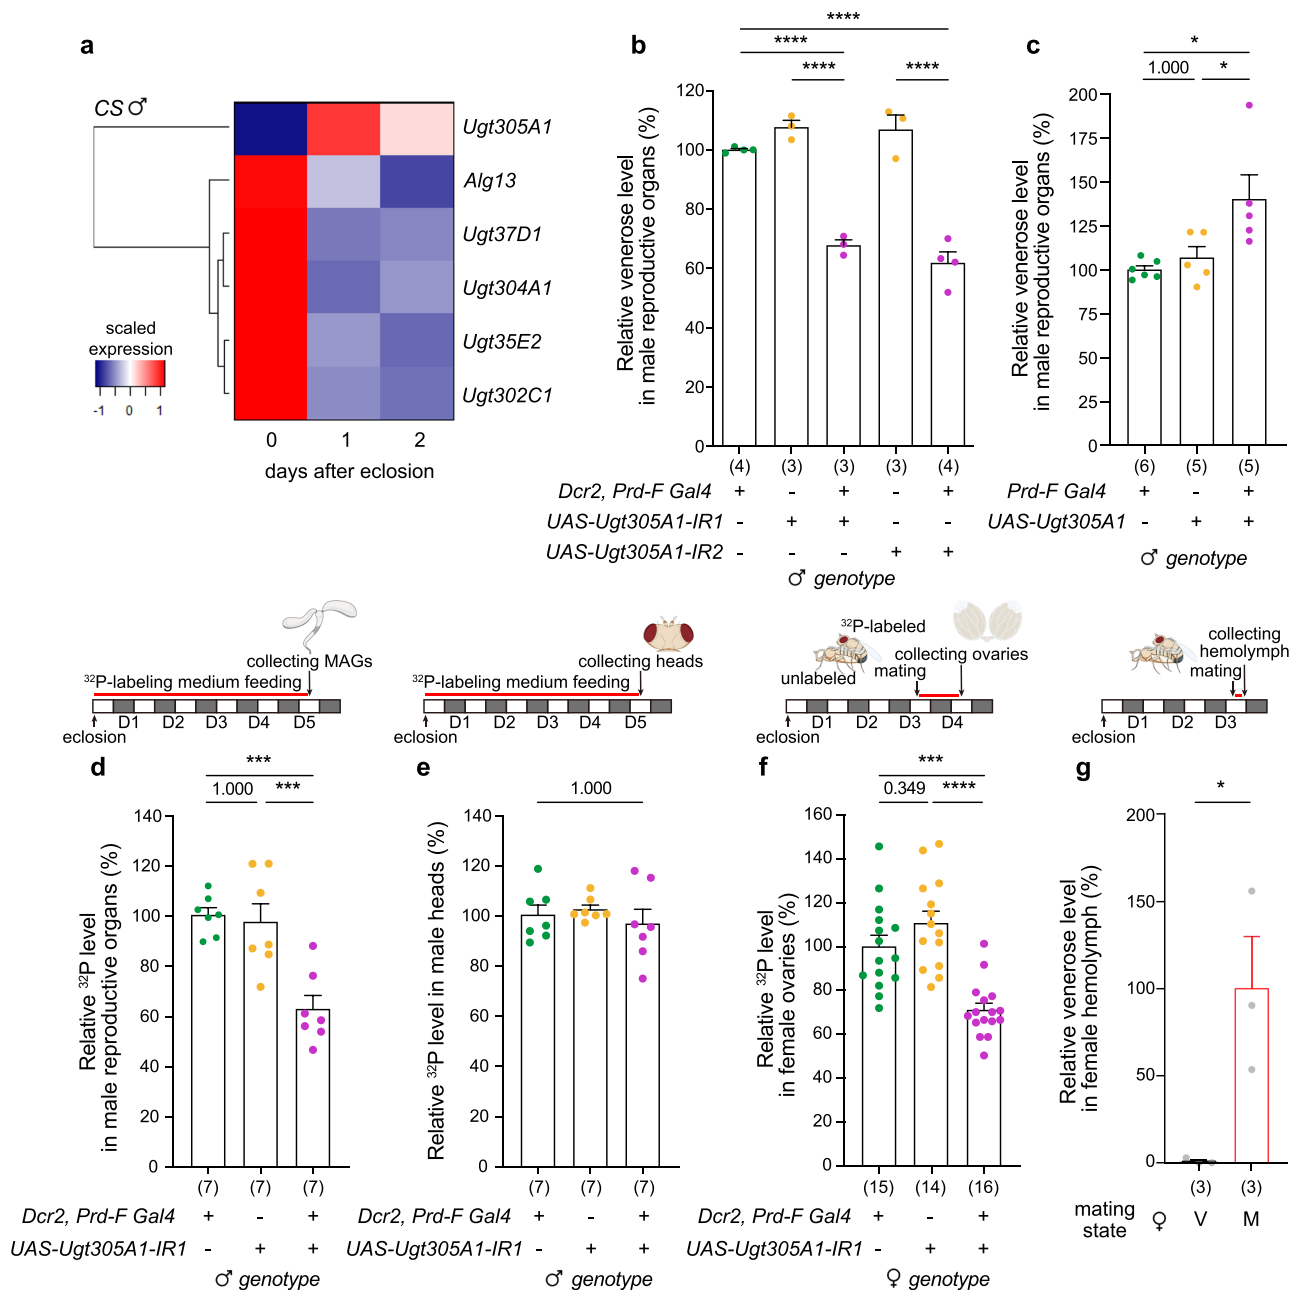 a
CS ♂
Ugt305A1
Alg13
Ugt37D1
Ugt304A1
Ugt35E2
Ugt302C1
scaled
expression
-1 0 1
0 1 2
days after eclosion
b
****
****
**** ****
Relative venerose level
in male reproductive organs (%)
120
100
80
60
40
20
0
(4) (3) (3) (3) (4)
Dcr2, Prd-F Gal4 + - + - +
UAS-Ugt305A1-IR1 - + + - -
UAS-Ugt305A1-IR2 - - - + +
♂ genotype
c
*
1.000 *
Relative venerose level
in male reproductive organs (%)
200
175
150
125
100
75
50
25
0
(6) (5) (5)
Prd-F Gal4 + - +
UAS-Ugt305A1 - + +
♂ genotype
collecting MAGs
32P-labeling medium feeding
D1 D2 D3 D4 D5
eclosion
collecting heads
32P-labeling medium feeding
D1 D2 D3 D4 D5
eclosion
32P-labeled
collecting ovaries
unlabeled mating
D1 D2 D3 D4
eclosion
collecting
hemolymph
mating
D1 D2 D3
eclosion
d
***
1.000 ***
Relative 32P level
in male reproductive organs (%)
140
120
100
80
60
40
20
0
(7) (7) (7)
Dcr2, Prd-F Gal4 + - +
UAS-Ugt305A1-IR1 - + +
♂ genotype
e
1.000
Relative 32P level in male heads (%)
140
120
100
80
60
40
20
0
(7) (7) (7)
Dcr2, Prd-F Gal4 + - +
UAS-Ugt305A1-IR1 - + +
♂ genotype
f
***
0.349 ****
Relative 32P level
in female ovaries (%)
160
140
120
100
80
60
40
20
0
(15) (14) (16)
Dcr2, Prd-F Gal4 + - +
UAS-Ugt305A1-IR1 - + +
♀ genotype
g
*
Relative venerose level
in female hemolymph (%)
200
150
100
50
0
(3) (3)
mating
state ♀ V M